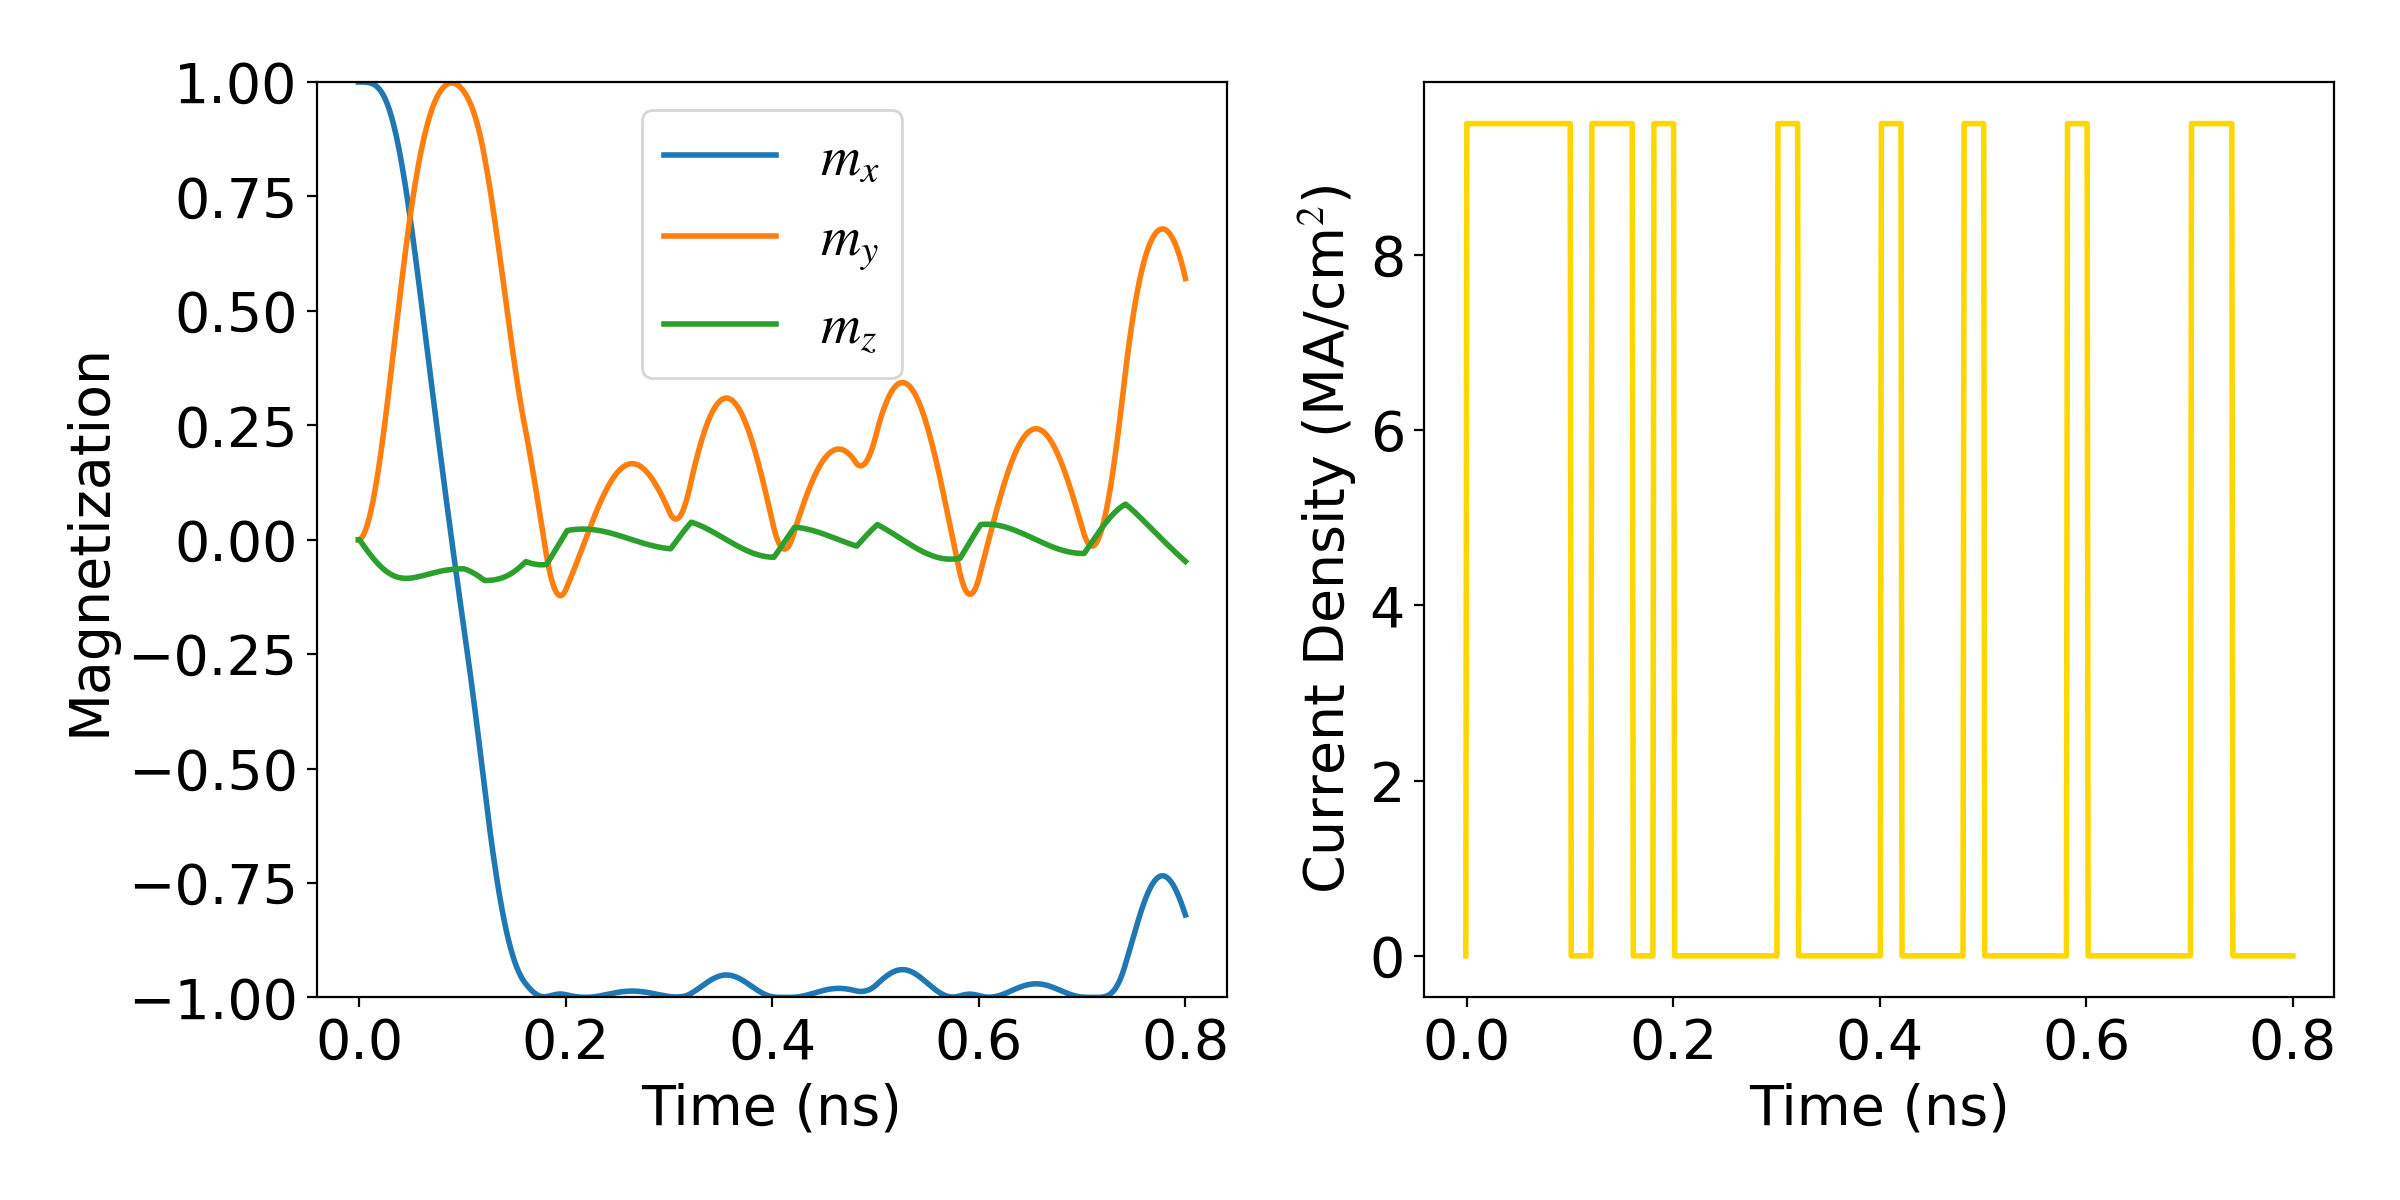 1.00
0.75
0.50
0.25
0.00
−0.25
−0.50
−0.75
−1.00
Magnetization
0.0 0.2 0.4 0.6 0.8
Time (ns)
m_x
m_y
m_z
8
6
4
2
0
Current Density (MA/cm²)
0.0 0.2 0.4 0.6 0.8
Time (ns)